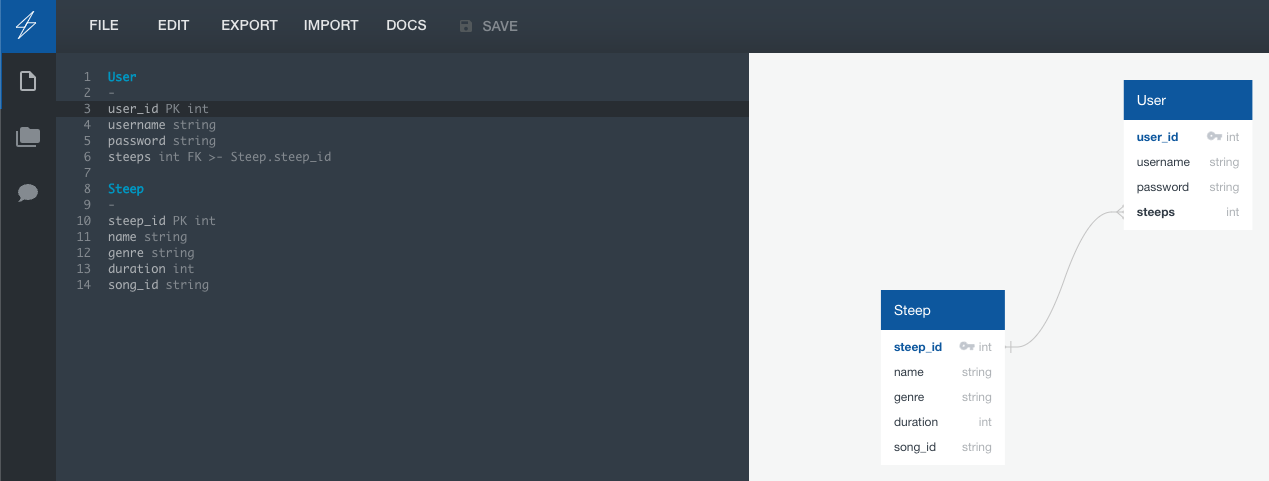 FILE EDIT EXPORT IMPORT DOCS SAVE
1 User
2 -
3 user_id PK int
4 username string
5 password string
6 steeps int FK >- Steep.steep_id
7
8 Steep
9 -
10 steep_id PK int
11 name string
12 genre string
13 duration int
14 song_id string
User
user_id int
username string
password string
steeps int
Steep
steep_id int
name string
genre string
duration int
song_id string